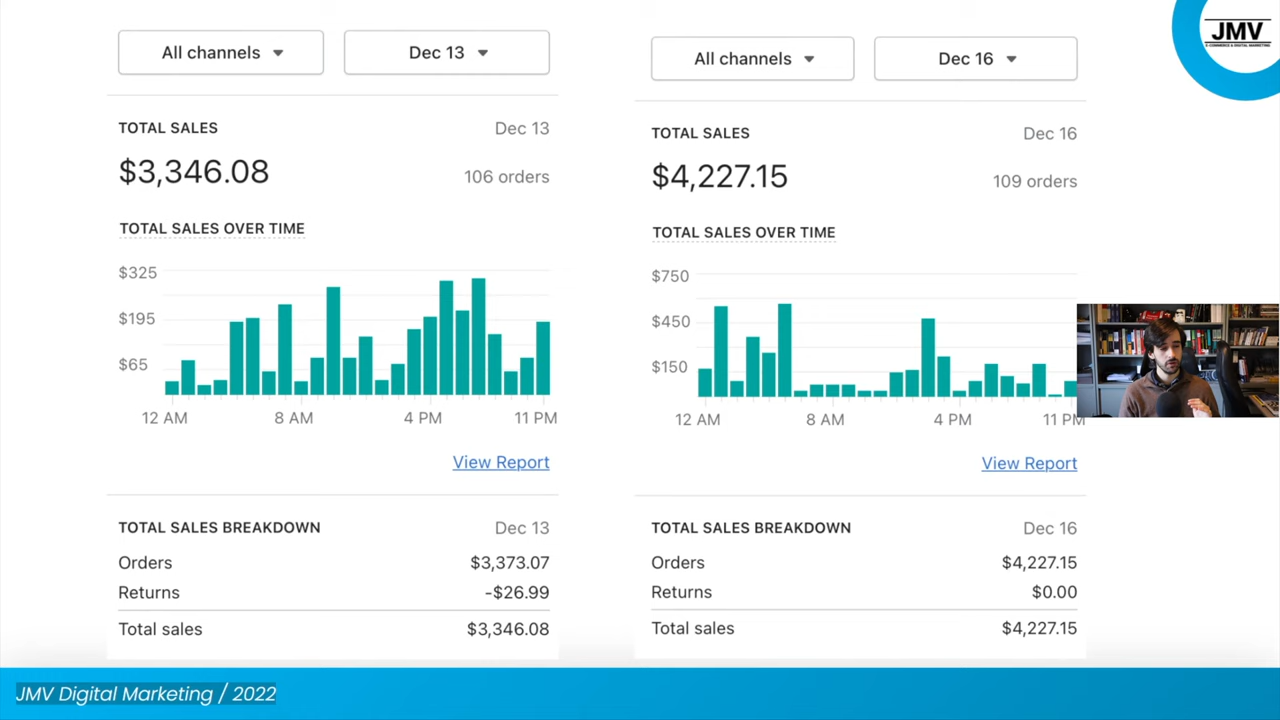 All channels
Dec 13
TOTAL SALES
Dec 13
$3,346.08
106 orders
TOTAL SALES OVER TIME
$325
$195
$65
12 AM
8 AM
4 PM
11 PM
View Report
TOTAL SALES BREAKDOWN
Dec 13
Orders
$3,373.07
Returns
-$26.99
Total sales
$3,346.08
All channels
Dec 16
TOTAL SALES
Dec 16
$4,227.15
109 orders
TOTAL SALES OVER TIME
$750
$450
$150
12 AM
8 AM
4 PM
11 PM
View Report
TOTAL SALES BREAKDOWN
Dec 16
Orders
$4,227.15
Returns
$0.00
Total sales
$4,227.15
JMV
E-COMMERCE & DIGITAL MARKETING
JMV Digital Marketing / 2022